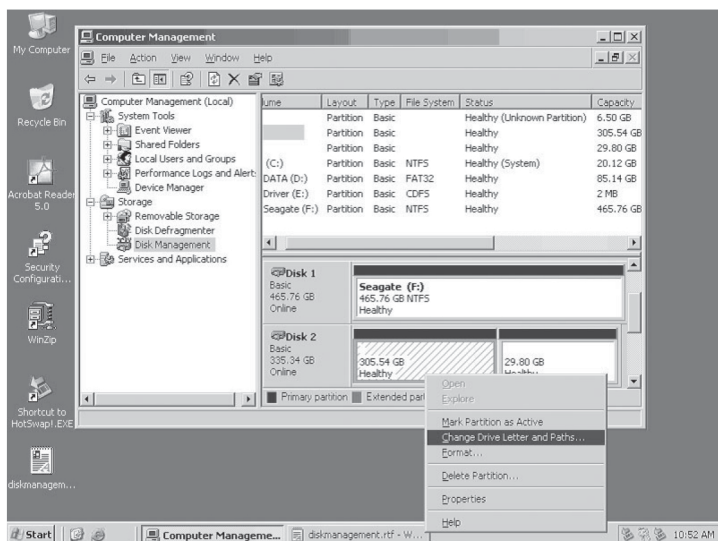 My Computer
Recycle Bin
Acrobat Reader
5.0
Security
Configurati...
WinZip
Shortcut to
HotSwap!.EXE
diskmanagem...
Computer Management
File Action View Window Help
Computer Management (Local)
System Tools
Event Viewer
Shared Folders
Local Users and Groups
Performance Logs and Alert
Device Manager
Storage
Removable Storage
Disk Defragmenter
Disk Management
Services and Applications
lume Layout Type File System Status Capacity
Partition Basic Healthy (Unknown Partition) 6.50 GB
Partition Basic Healthy 305.54 GB
Partition Basic Healthy 29.80 GB
(C:) Partition Basic NTFS Healthy (System) 20.12 GB
DATA (D:) Partition Basic FAT32 Healthy 85.14 GB
Driver (E:) Partition Basic CDFS Healthy 2 MB
Seagate (F:) Partition Basic NTFS Healthy 465.76 GB
Disk 1
Basic
465.76 GB
Online
Seagate (F:)
465.76 GB NTFS
Healthy
Disk 2
Basic
335.34 GB
Online
305.54 GB
Healthy
29.80 GB
Healthy
Primary partition Extended part
Open
Explore
Mark Partition as Active
Change Drive Letter and Paths...
Format...
Delete Partition...
Properties
Help
Start
Computer Manageme...
diskmanagement.rtf - W...
10:52 AM